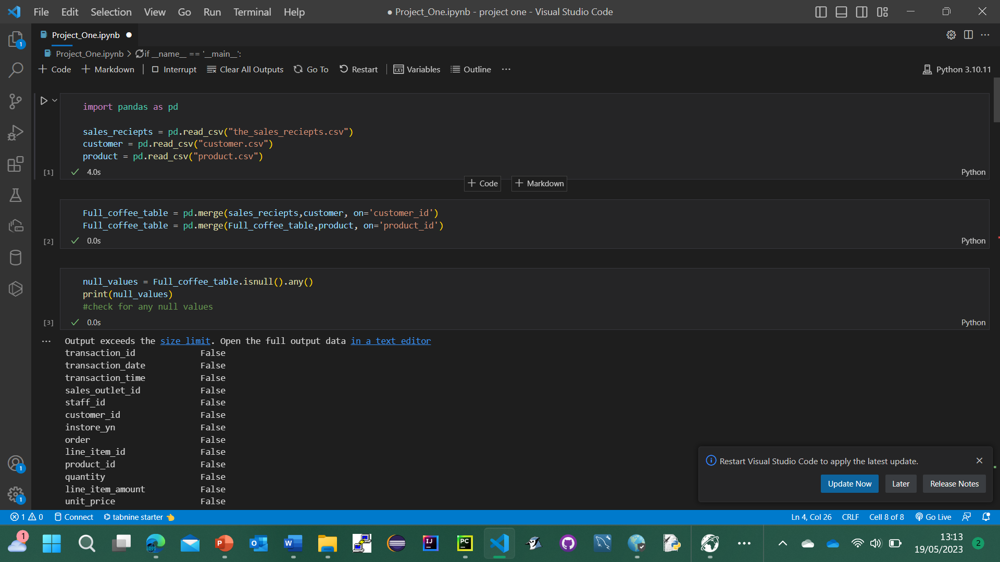 File Edit Selection View Go Run Terminal Help
● Project_One.ipynb - project one - Visual Studio Code
Project_One.ipynb ●
Project_One.ipynb > if __name__ == '__main__':
+ Code + Markdown | Interrupt Clear All Outputs Go To Restart | Variables Outline ···
Python 3.10.11
import pandas as pd
sales_reciepts = pd.read_csv("the_sales_reciepts.csv")
customer = pd.read_csv("customer.csv")
product = pd.read_csv("product.csv")
[1] ✓ 4.0s Python
+ Code + Markdown
Full_coffee_table = pd.merge(sales_reciepts,customer, on='customer_id')
Full_coffee_table = pd.merge(Full_coffee_table,product, on='product_id')
[2] ✓ 0.0s Python
null_values = Full_coffee_table.isnull().any()
print(null_values)
#check for any null values
[3] ✓ 0.0s Python
··· Output exceeds the size limit. Open the full output data in a text editor
transaction_id False
transaction_date False
transaction_time False
sales_outlet_id False
staff_id False
customer_id False
instore_yn False
order False
line_item_id False
product_id False
quantity False
line_item_amount False
unit_price False
Restart Visual Studio Code to apply the latest update.
Update Now Later Release Notes
1
1
1
1 0 Connect tabnine starter 👈
Ln 4, Col 26 CRLF Cell 8 of 8 Go Live
1
P
O
W
IJ
PC
13:13
19/05/2023
2